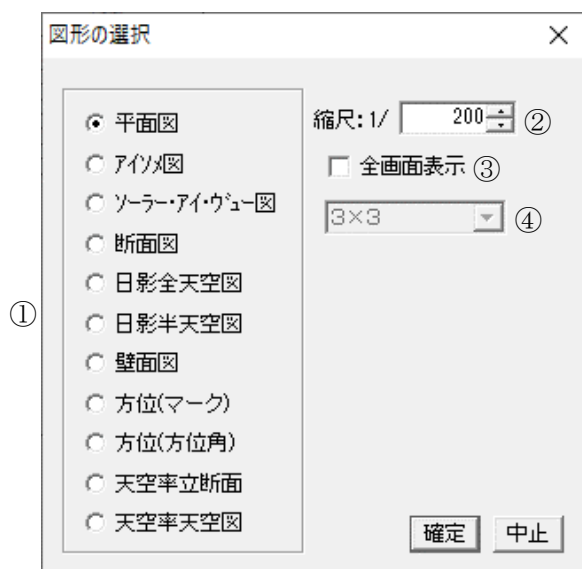 図形の選択
平面図
縮尺:1/ 200 ②
アイソメ図
全画面表示 ③
ソーラー・アイ・ヴュー図
3×3 ④
断面図
日影全天空図
①
日影半天空図
壁面図
方位(マーク)
方位(方位角)
天空率立断面
天空率天空図
確定 中止